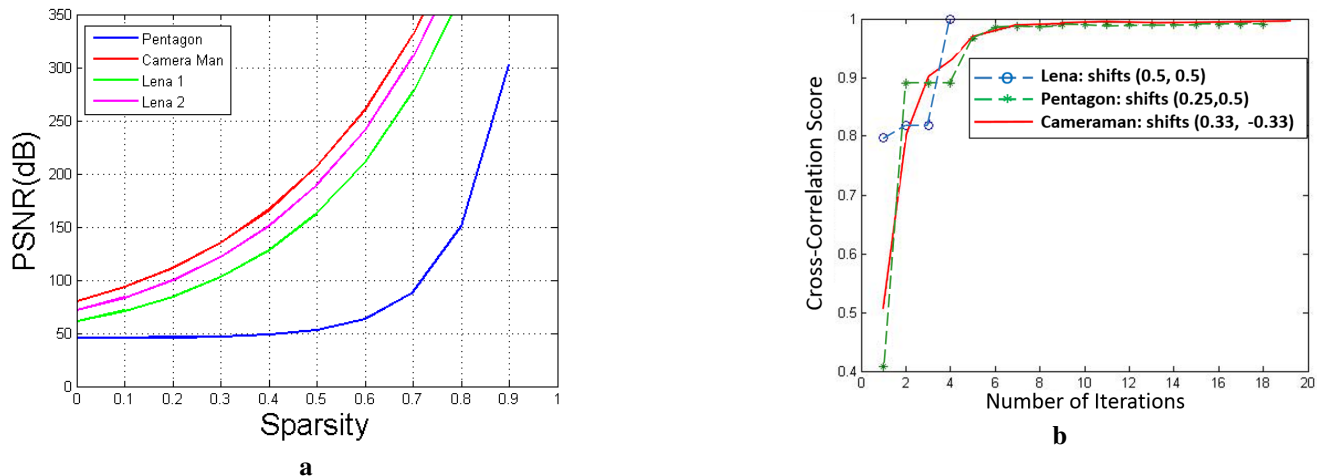 350
300
250
200
150
100
50
0
PSNR(dB)
Pentagon
Camera Man
Lena 1
Lena 2
0 0.1 0.2 0.3 0.4 0.5 0.6 0.7 0.8 0.9 1
Sparsity
a
1
0.9
0.8
0.7
0.6
0.5
0.4
Cross-Correlation Score
Lena: shifts (0.5, 0.5)
Pentagon: shifts (0.25,0.5)
Cameraman: shifts (0.33, -0.33)
0 2 4 6 8 10 12 14 16 18 20
Number of Iterations
b